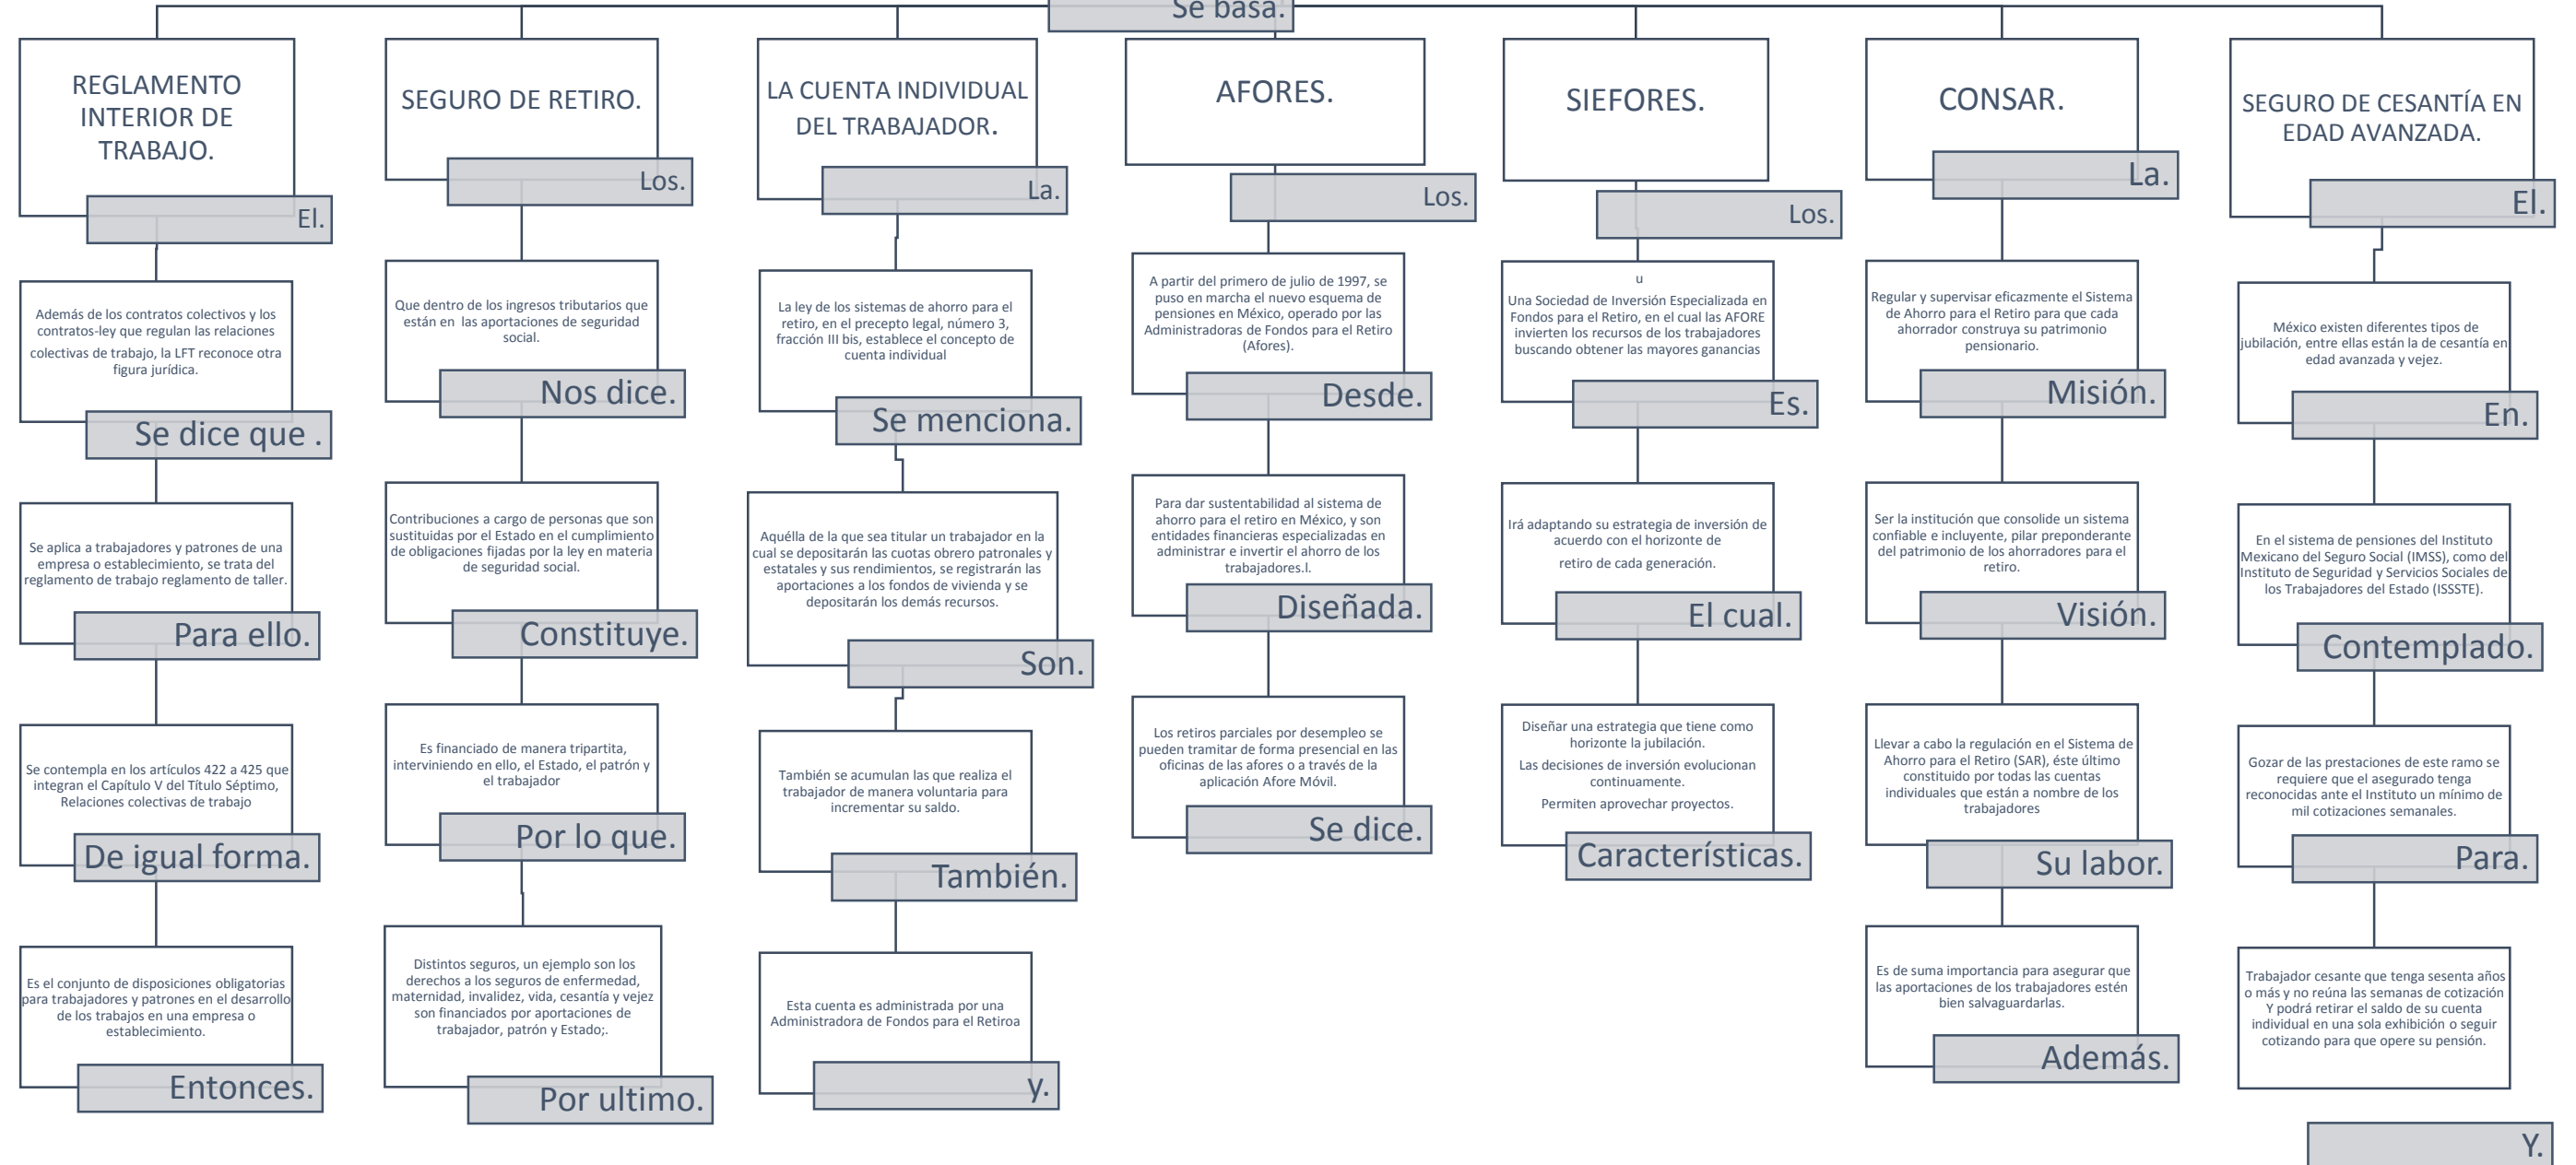 Se basa.
REGLAMENTO
INTERIOR DE
TRABAJO.
El.
Además de los contratos colectivos y los
contratos-ley que regulan las relaciones
colectivas de trabajo, la LFT reconoce otra
figura jurídica.
Se dice que .
Se aplica a trabajadores y patrones de una
empresa o establecimiento, se trata del
reglamento de trabajo reglamento de taller.
Para ello.
Se contempla en los artículos 422 a 425 que
integran el Capítulo V del Título Séptimo,
Relaciones colectivas de trabajo
De igual forma.
Es el conjunto de disposiciones obligatorias
para trabajadores y patrones en el desarrollo
de los trabajos en una empresa o
establecimiento.
Entonces.
SEGURO DE RETIRO.
Los.
Que dentro de los ingresos tributarios que
están en las aportaciones de seguridad
social.
Nos dice.
Contribuciones a cargo de personas que son
sustituidas por el Estado en el cumplimiento
de obligaciones fijadas por la ley en materia
de seguridad social.
Constituye.
Es financiado de manera tripartita,
interviniendo en ello, el Estado, el patrón y
el trabajador
Por lo que.
Distintos seguros, un ejemplo son los
derechos a los seguros de enfermedad,
maternidad, invalidez, vida, cesantía y vejez
son financiados por aportaciones de
trabajador, patrón y Estado;.
Por ultimo.
LA CUENTA INDIVIDUAL
DEL TRABAJADOR.
La.
La ley de los sistemas de ahorro para el
retiro, en el precepto legal, número 3,
fracción III bis, establece el concepto de
cuenta individual
Se menciona.
Aquélla de la que sea titular un trabajador en la
cual se depositarán las cuotas obrero patronales y
estatales y sus rendimientos, se registrarán las
aportaciones a los fondos de vivienda y se
depositarán los demás recursos.
Son.
También se acumulan las que realiza el
trabajador de manera voluntaria para
incrementar su saldo.
También.
Esta cuenta es administrada por una
Administradora de Fondos para el Retiroa
y.
AFORES.
Los.
A partir del primero de julio de 1997, se
puso en marcha el nuevo esquema de
pensiones en México, operado por las
Administradoras de Fondos para el Retiro
(Afores).
Desde.
Para dar sustentabilidad al sistema de
ahorro para el retiro en México, y son
entidades financieras especializadas en
administrar e invertir el ahorro de los
trabajadores.l.
Diseñada.
Los retiros parciales por desempleo se
pueden tramitar de forma presencial en las
oficinas de las afores o a través de la
aplicación Afore Móvil.
Se dice.
SIEFORES.
Los.
u
Una Sociedad de Inversión Especializada en
Fondos para el Retiro, en el cual las AFORE
invierten los recursos de los trabajadores
buscando obtener las mayores ganancias
Es.
Irá adaptando su estrategia de inversión de
acuerdo con el horizonte de
retiro de cada generación.
El cual.
Diseñar una estrategia que tiene como
horizonte la jubilación.
Las decisiones de inversión evolucionan
continuamente.
Permiten aprovechar proyectos.
Características.
CONSAR.
La.
Regular y supervisar eficazmente el Sistema
de Ahorro para el Retiro para que cada
ahorrador construya su patrimonio
pensionario.
Misión.
Ser la institución que consolide un sistema
confiable e incluyente, pilar preponderante
del patrimonio de los ahorradores para el
retiro.
Visión.
Llevar a cabo la regulación en el Sistema de
Ahorro para el Retiro (SAR), éste último
constituido por todas las cuentas
individuales que están a nombre de los
trabajadores
Su labor.
Es de suma importancia para asegurar que
las aportaciones de los trabajadores estén
bien salvaguardarlas.
Además.
SEGURO DE CESANTÍA EN
EDAD AVANZADA.
El.
México existen diferentes tipos de
jubilación, entre ellas están la de cesantía en
edad avanzada y vejez.
En.
En el sistema de pensiones del Instituto
Mexicano del Seguro Social (IMSS), como del
Instituto de Seguridad y Servicios Sociales de
los Trabajadores del Estado (ISSSTE).
Contemplado.
Gozar de las prestaciones de este ramo se
requiere que el asegurado tenga
reconocidas ante el Instituto un mínimo de
mil cotizaciones semanales.
Para.
Trabajador cesante que tenga sesenta años
o más y no reúna las semanas de cotización
Y podrá retirar el saldo de su cuenta
individual en una sola exhibición o seguir
cotizando para que opere su pensión.
Y.